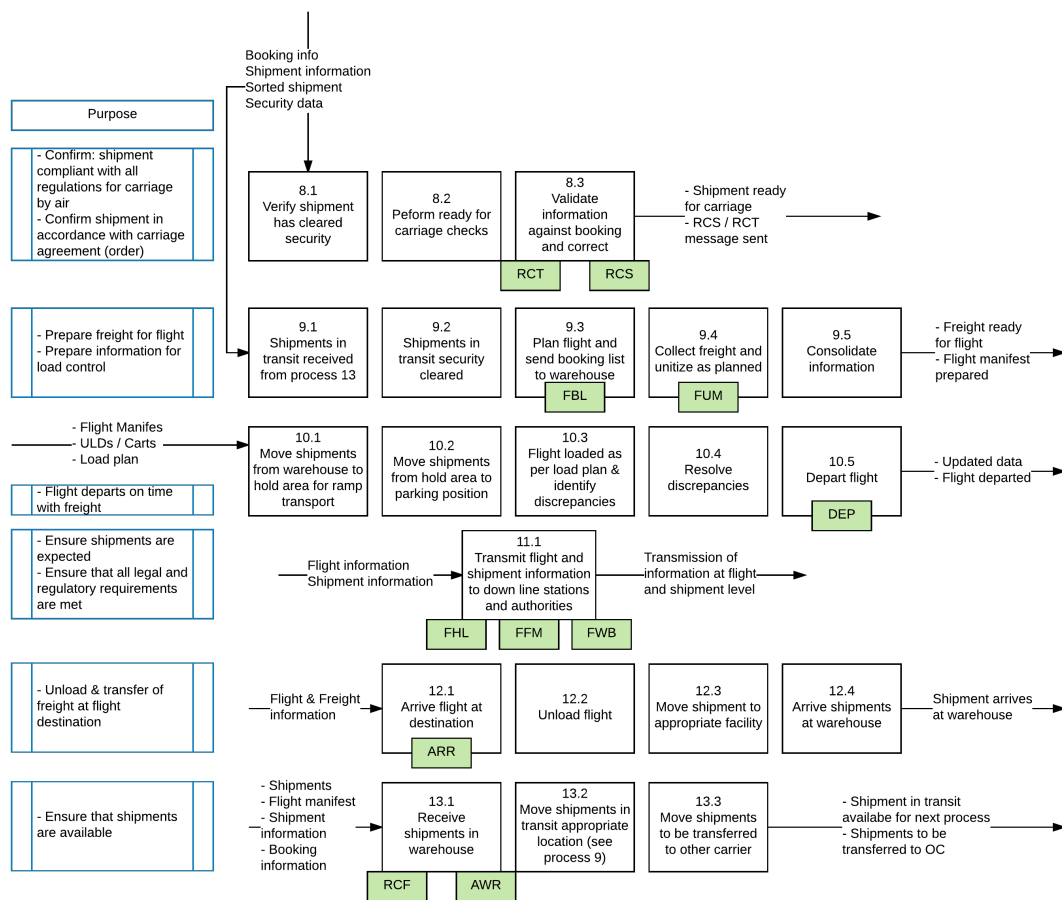 Booking info
Shipment information
Sorted shipment
Security data
Purpose
- Confirm: shipment
compliant with all
regulations for carriage
by air
- Confirm shipment in
accordance with carriage
agreement (order)
8.1
Verify shipment
has cleared
security
8.2
Peform ready for
carriage checks
8.3
Validate
information
against booking
and correct
- Shipment ready
for carriage
- RCS / RCT
message sent
RCT
RCS
- Prepare freight for flight
- Prepare information for
load control
9.1
Shipments in
transit received
from process 13
9.2
Shipments in
transit security
cleared
9.3
Plan flight and
send booking list
to warehouse
9.4
Collect freight and
unitize as planned
9.5
Consolidate
information
- Freight ready
for flight
- Flight manifest
prepared
FBL
FUM
- Flight Manifes
- ULDs / Carts
- Load plan
- Flight departs on time
with freight
10.1
Move shipments
from warehouse to
hold area for ramp
transport
10.2
Move shipments
from hold area to
parking position
10.3
Flight loaded as
per load plan &
identify
discrepancies
10.4
Resolve
discrepancies
10.5
Depart flight
- Updated data
- Flight departed
DEP
- Ensure shipments are
expected
- Ensure that all legal and
regulatory requirements
are met
Flight information
Shipment information
11.1
Transmit flight and
shipment information
to down line stations
and authorities
Transmission of
information at flight
and shipment level
FHL
FFM
FWB
- Unload & transfer of
freight at flight
destination
Flight & Freight
information
12.1
Arrive flight at
destination
12.2
Unload flight
12.3
Move shipment to
appropriate facility
12.4
Arrive shipments
at warehouse
Shipment arrives
at warehouse
ARR
- Ensure that shipments
are available
- Shipments
- Flight manifest
- Shipment
information
- Booking
information
13.1
Receive
shipments in
warehouse
13.2
Move shipments in
transit appropriate
location (see
process 9)
13.3
Move shipments
to be transferred
to other carrier
- Shipment in transit
availabe for next process
- Shipments to be
transferred to OC
RCF
AWR